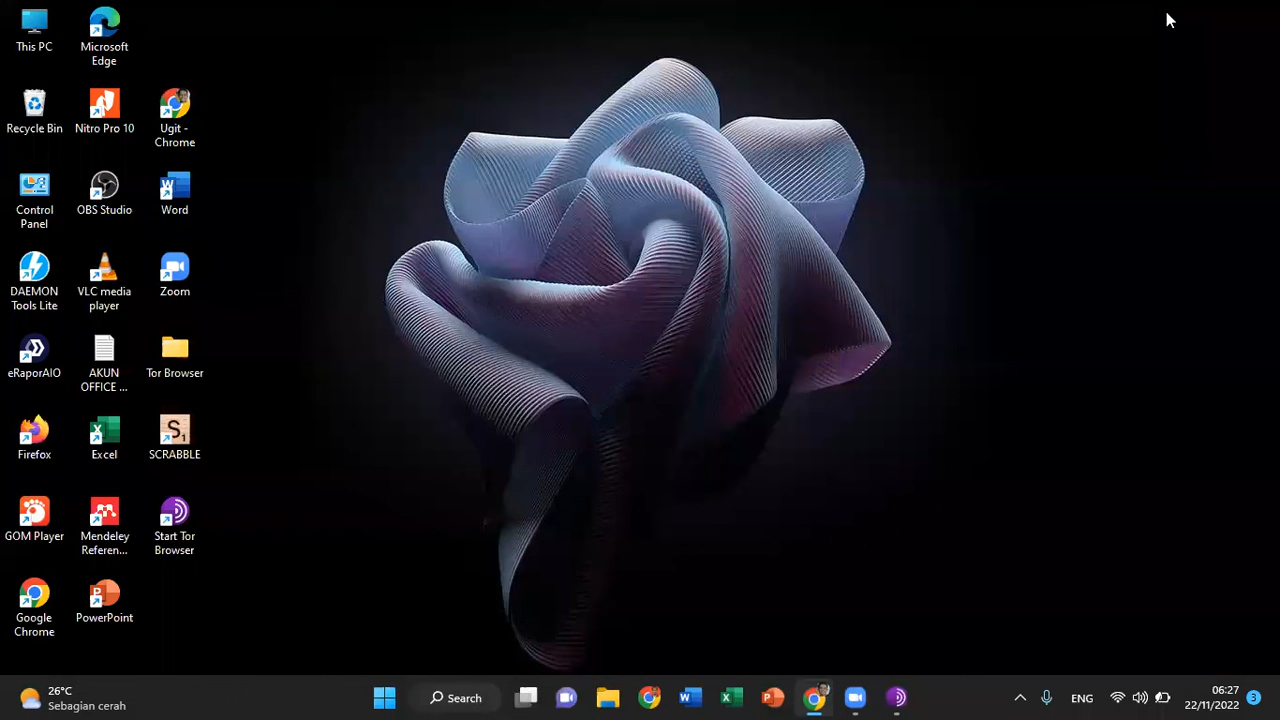 This PC
Microsoft
Edge
Recycle Bin
Nitro Pro 10
Ugit -
Chrome
Control
Panel
OBS Studio
Word
DAEMON
Tools Lite
VLC media
player
Zoom
eRaporAIO
AKUN
OFFICE ...
Tor Browser
Firefox
Excel
S1
SCRABBLE
GOM Player
Mendeley
Referen...
Start Tor
Browser
Google
Chrome
PowerPoint
26°C
Sebagian cerah
Search
ENG
06:27
22/11/2022
3